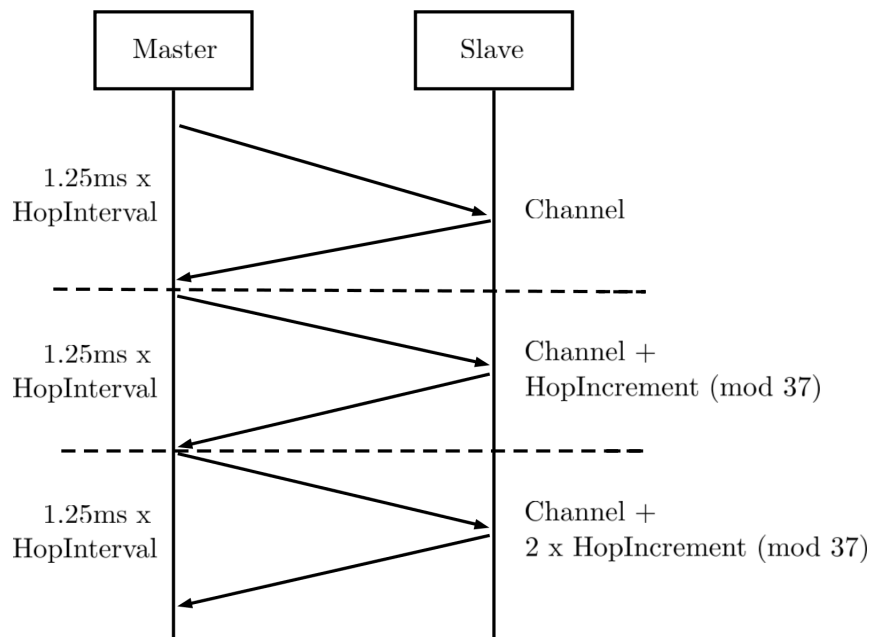 Master
Slave
1.25ms x
HopInterval
Channel
1.25ms x
HopInterval
Channel +
HopIncrement (mod 37)
1.25ms x
HopInterval
Channel +
2 x HopIncrement (mod 37)